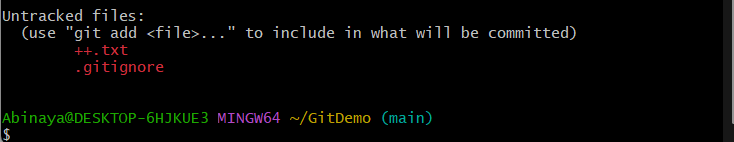 Untracked files:
  (use "git add <file>..." to include in what will be committed)
        ++.txt
        .gitignore
Abinaya@DESKTOP-6HJKUE3 MINGW64 ~/GitDemo (main)
$